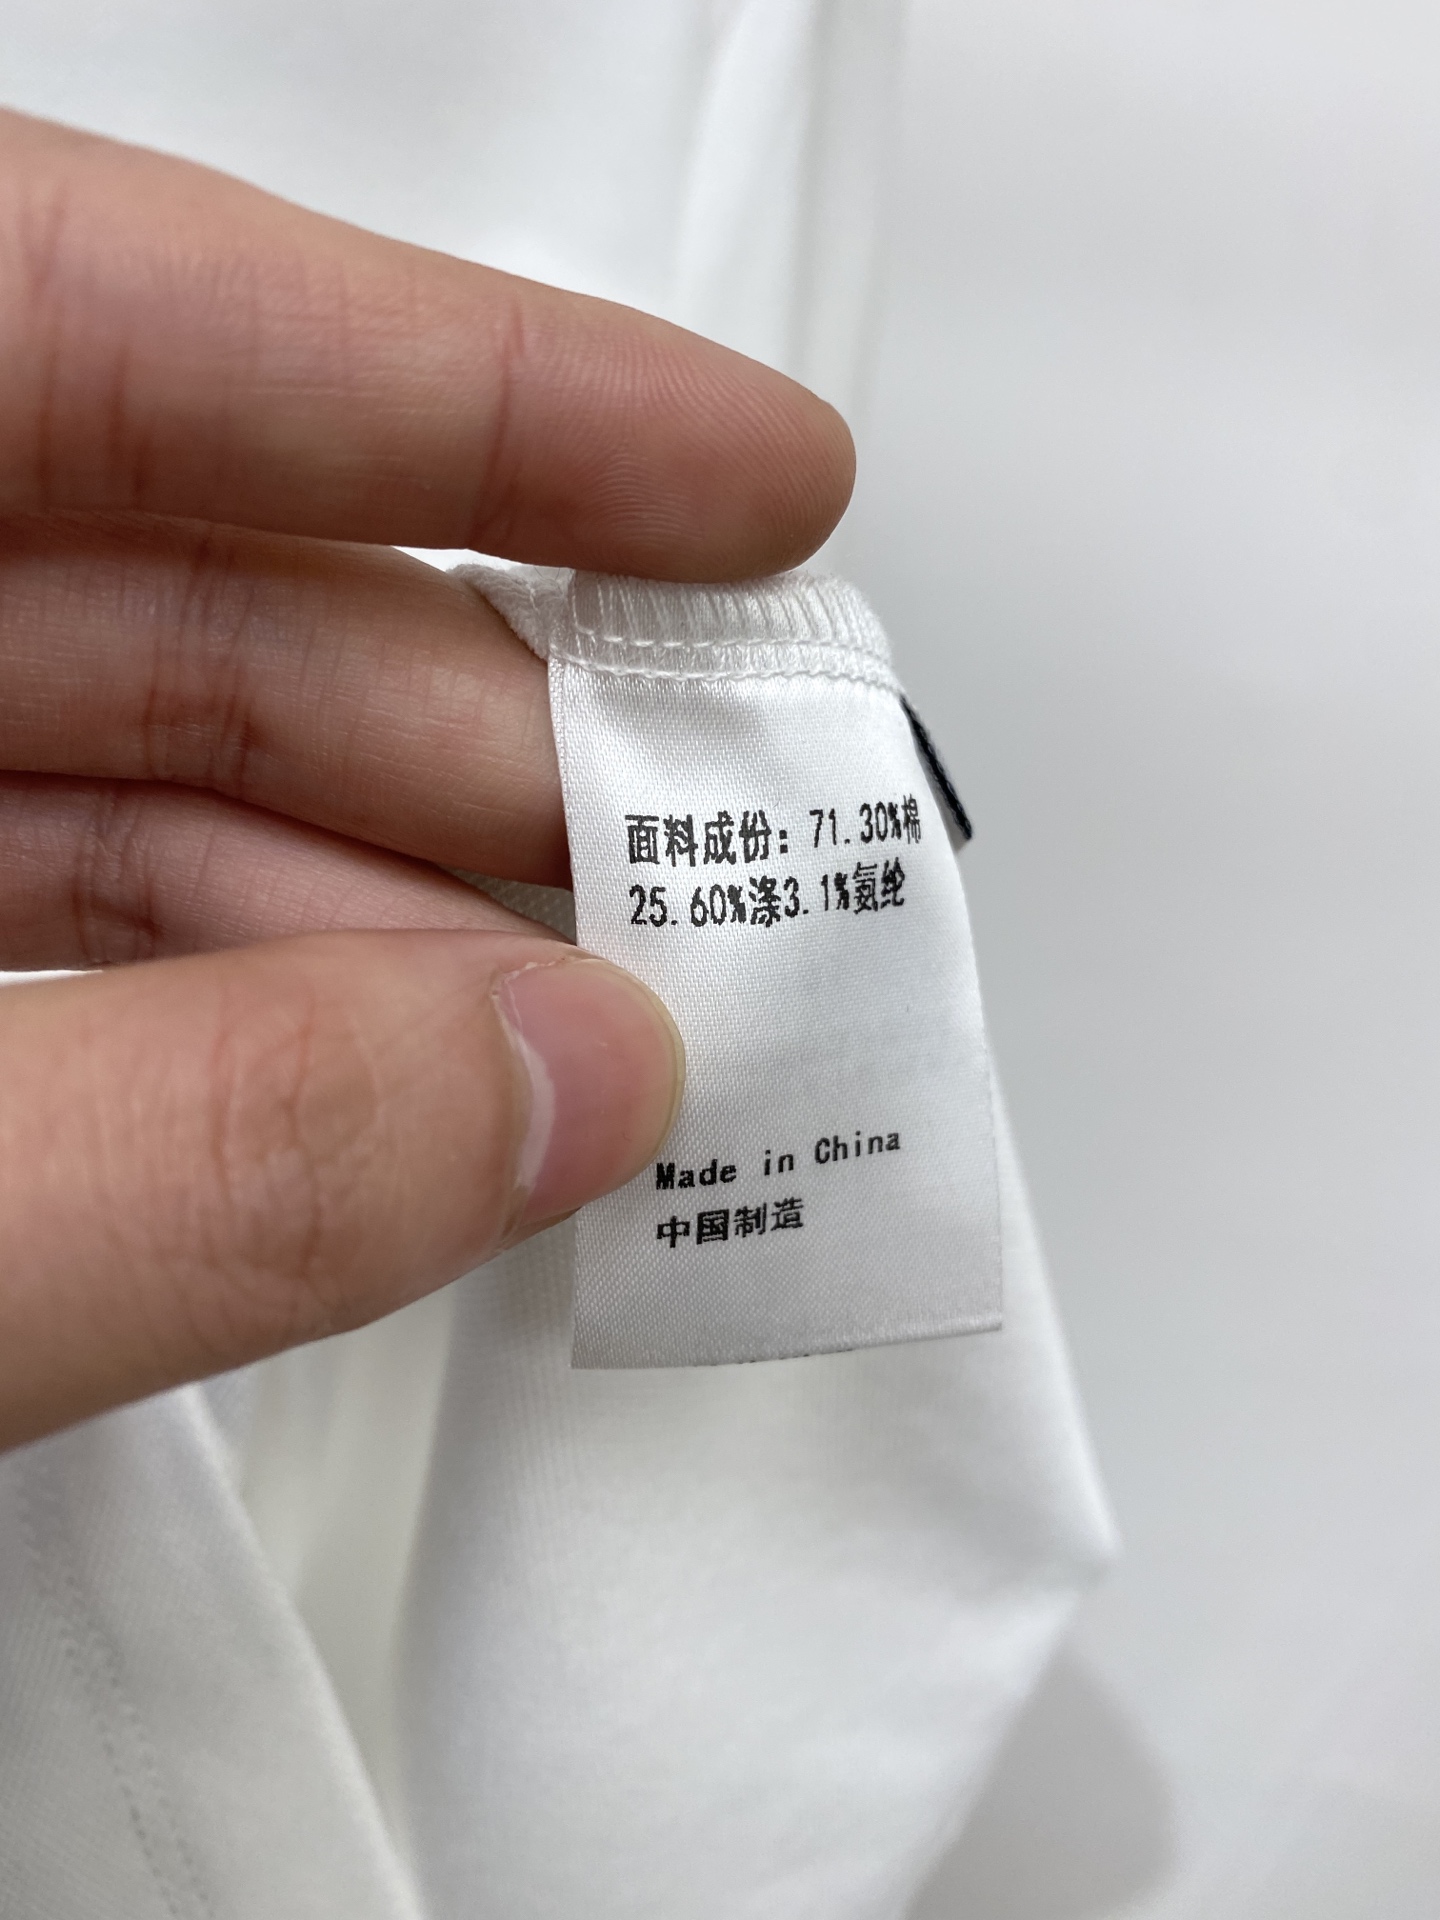 面料成份：71.30%棉
25.60%涤3.1%氨纶
Made in China
中国制造